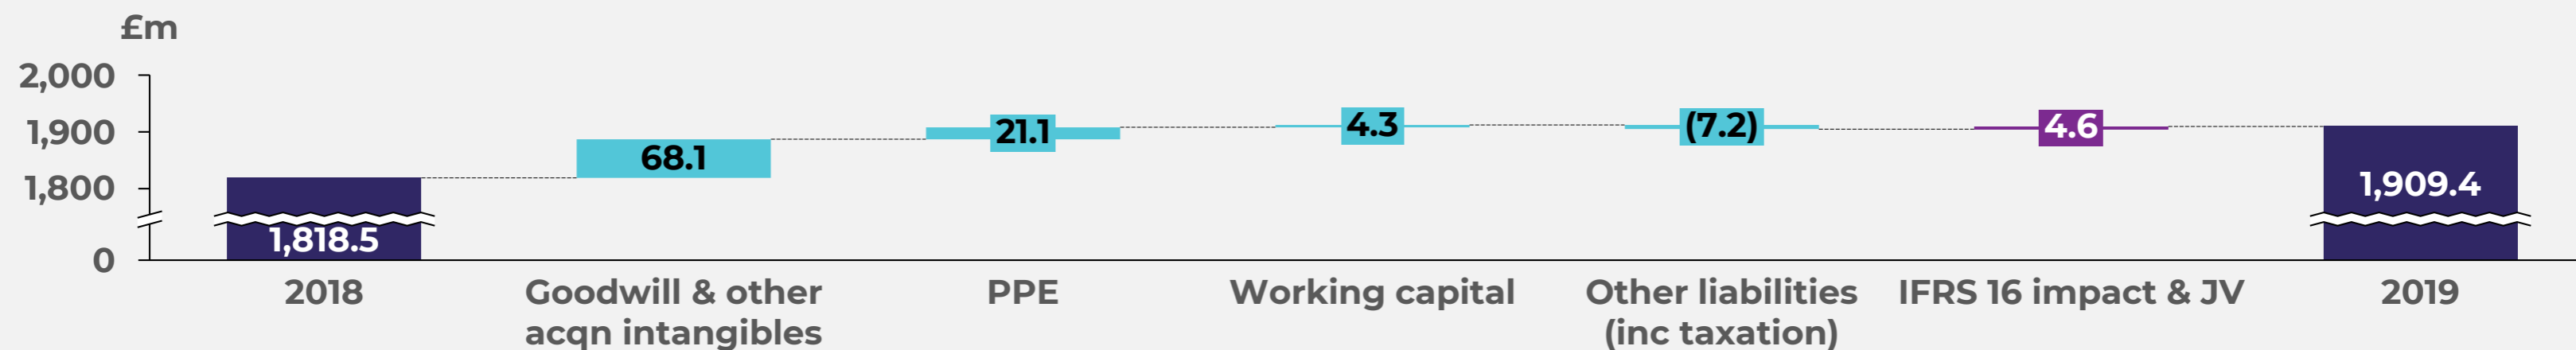 £m
2,000
1,900
1,800
0
1,818.5
68.1
21.1
4.3
(7.2)
4.6
1,909.4
2018
Goodwill & other
acqn intangibles
PPE
Working capital
Other liabilities
(inc taxation)
IFRS 16 impact & JV
2019